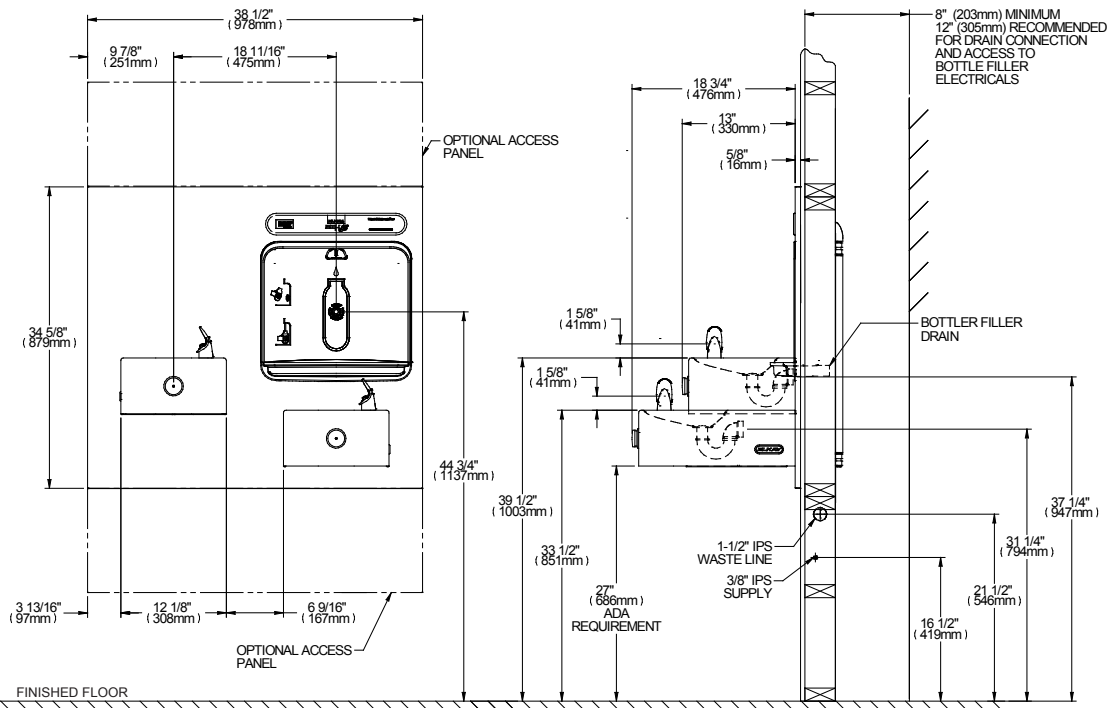 38 1/2"
(978mm)
9 7/8"
(251mm)
18 11/16"
(475mm)
OPTIONAL ACCESS
PANEL
34 5/8"
(879mm)
44 3/4"
(1137mm)
3 13/16"
(97mm)
12 1/8"
(308mm)
6 9/16"
(167mm)
OPTIONAL ACCESS
PANEL
FINISHED FLOOR
8" (203mm) MINIMUM
12" (305mm) RECOMMENDED
FOR DRAIN CONNECTION
AND ACCESS TO
BOTTLE FILLER
ELECTRICALS
18 3/4"
(476mm)
13"
(330mm)
5/8"
(16mm)
1 5/8"
(41mm)
1 5/8"
(41mm)
BOTTLER FILLER
DRAIN
ELKAY
39 1/2"
(1003mm)
33 1/2"
(851mm)
27"
(686mm)
ADA
REQUIREMENT
1-1/2" IPS
WASTE LINE
3/8" IPS
SUPPLY
37 1/4"
(947mm)
31 1/4"
(794mm)
21 1/2"
(546mm)
16 1/2"
(419mm)